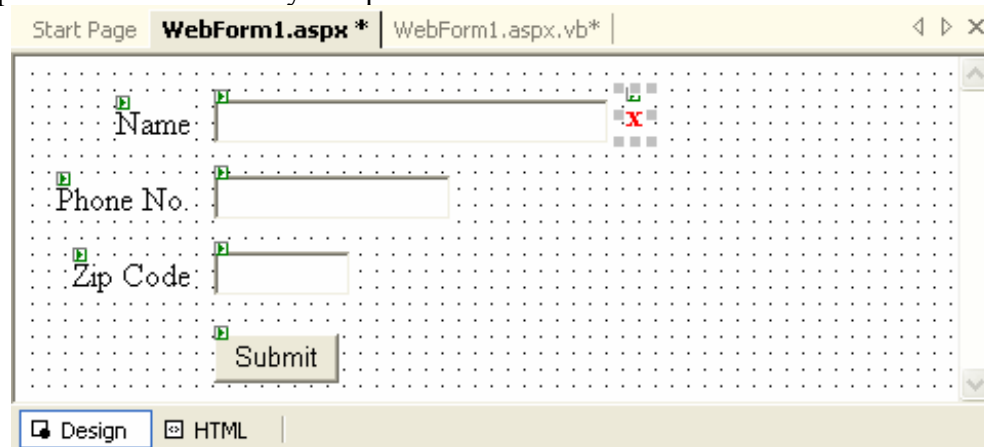 Start Page WebForm1.aspx * WebForm1.aspx.vb*
Name x
Phone No.
Zip Code
Submit
Design HTML